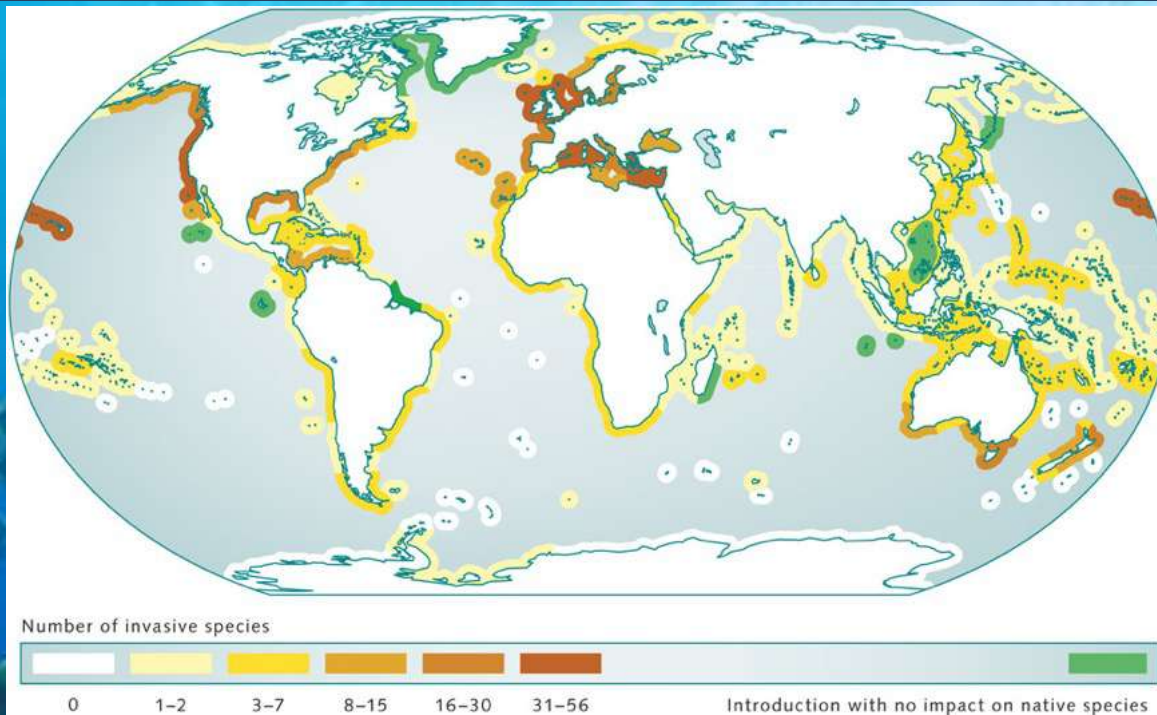 Number of invasive species
0 1–2 3–7 8–15 16–30 31–56 Introduction with no impact on native species